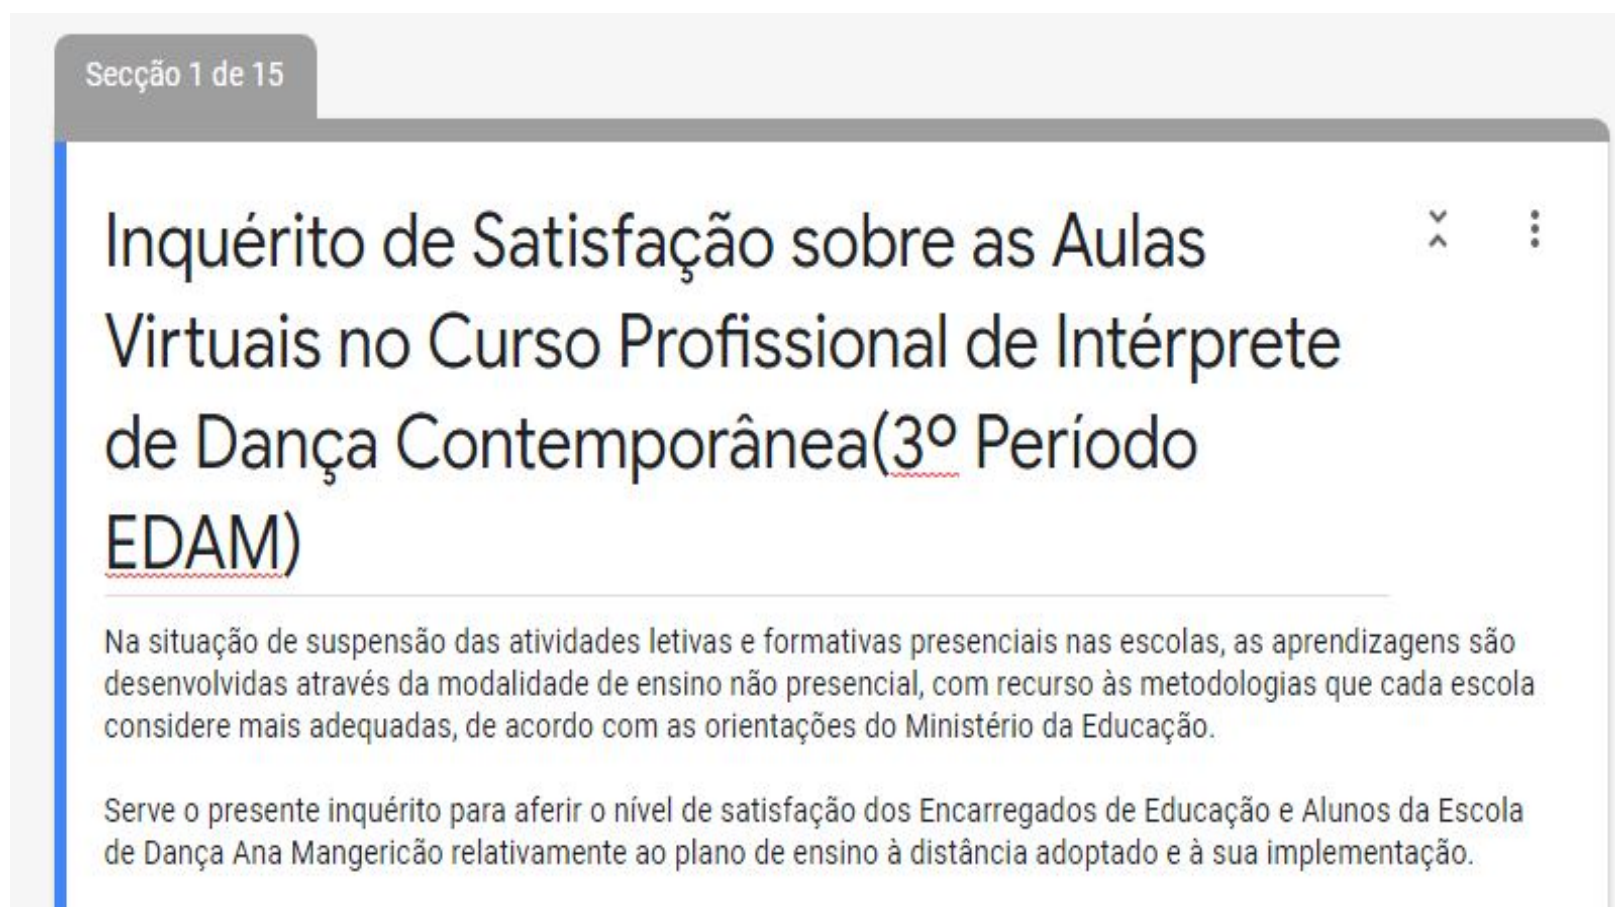 Secção 1 de 15
Inquérito de Satisfação sobre as Aulas
Virtuais no Curso Profissional de Intérprete
de Dança Contemporânea(3º Período
EDAM)
Na situação de suspensão das atividades letivas e formativas presenciais nas escolas, as aprendizagens são
desenvolvidas através da modalidade de ensino não presencial, com recurso às metodologias que cada escola
considere mais adequadas, de acordo com as orientações do Ministério da Educação.
Serve o presente inquérito para aferir o nível de satisfação dos Encarregados de Educação e Alunos da Escola
de Dança Ana Mangericão relativamente ao plano de ensino à distância adoptado e à sua implementação.